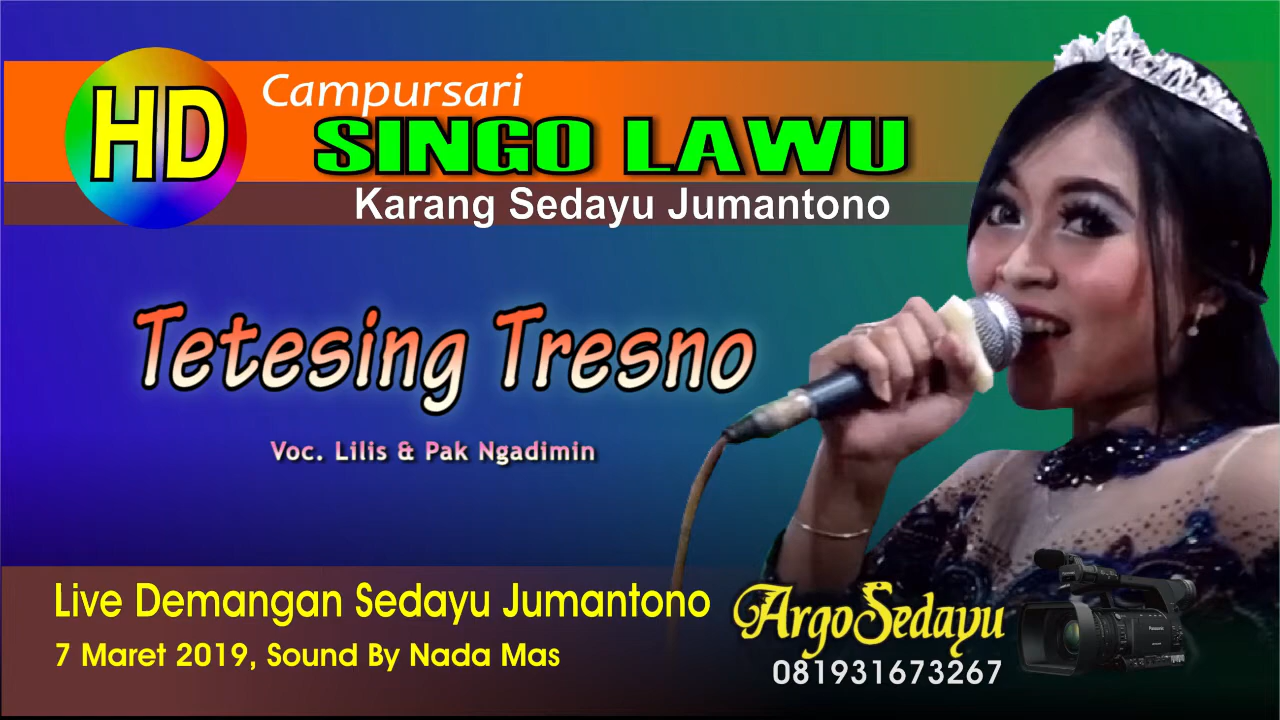 HD
Campursari
SINGO LAWU
Karang Sedayu Jumantono
Tetesing Tresno
Voc. Lilis & Pak Ngadimin
Live Demangan Sedayu Jumantono
7 Maret 2019, Sound By Nada Mas
ArgoSedayu
081931673267
Panasonic